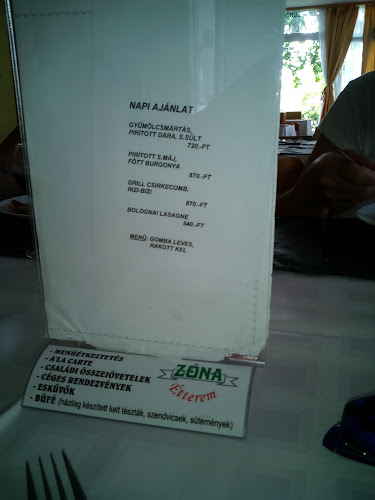 NAPI AJÁNLAT
GYÜMÖLCSMÁRTÁS,
PIRÍTOTT DARA, S.SÜLT
720.-FT
PIRÍTOTT S.MÁJ,
FŐTT BURGONYA
870.-FT
GRILL CSIRKECOMB,
RIZI-BIZI
870.-FT
BOLOGNAI LASAGNE
540.-FT
MENÜ: GOMBA LEVES,
RAKOTT KEL
- MENÜÉTKEZTETÉS
- A'LA CARTE
- CSALÁDI ÖSSZEJÖVETELEK
- CÉGES RENDEZVÉNYEK
- ESKÜVŐK
- BÜFÉ (házilag készített kelt tészták, szendvicsek, sütemények)
ZÓNA
Étterem